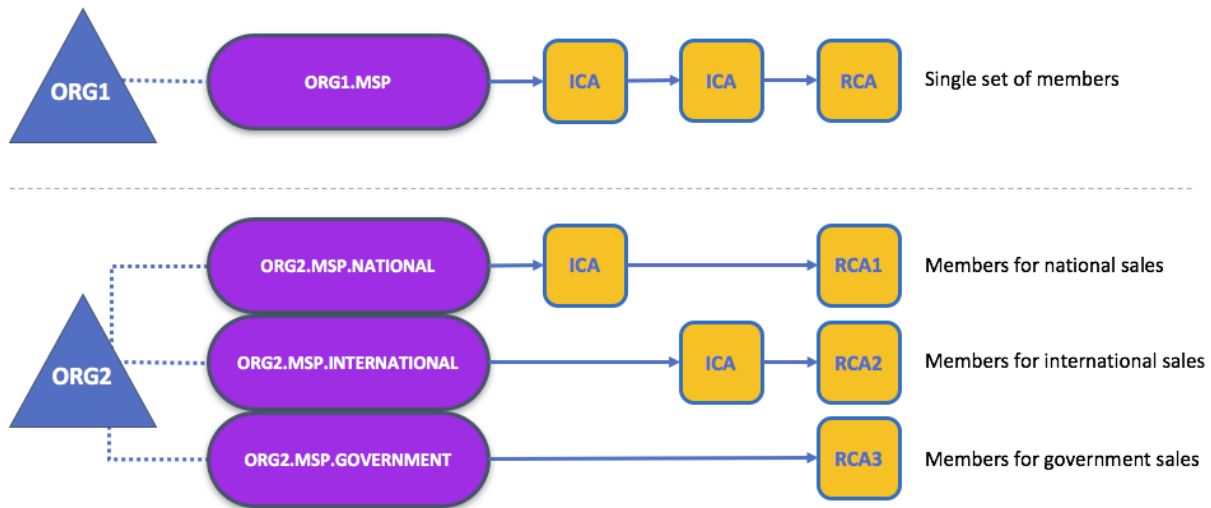 ORG1
ORG1.MSP
ICA
ICA
RCA
Single set of members
ORG2.MSP.NATIONAL
ICA
RCA1
Members for national sales
ORG2
ORG2.MSP.INTERNATIONAL
ICA
RCA2
Members for international sales
ORG2.MSP.GOVERNMENT
RCA3
Members for government sales